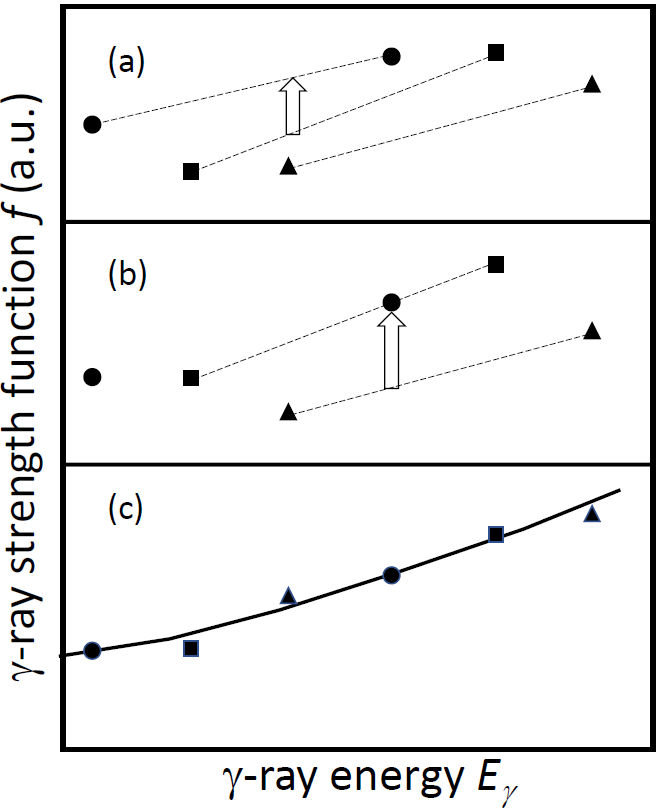 γ-ray strength function f (a.u.)
(a)
(b)
(c)
γ-ray energy Eγ